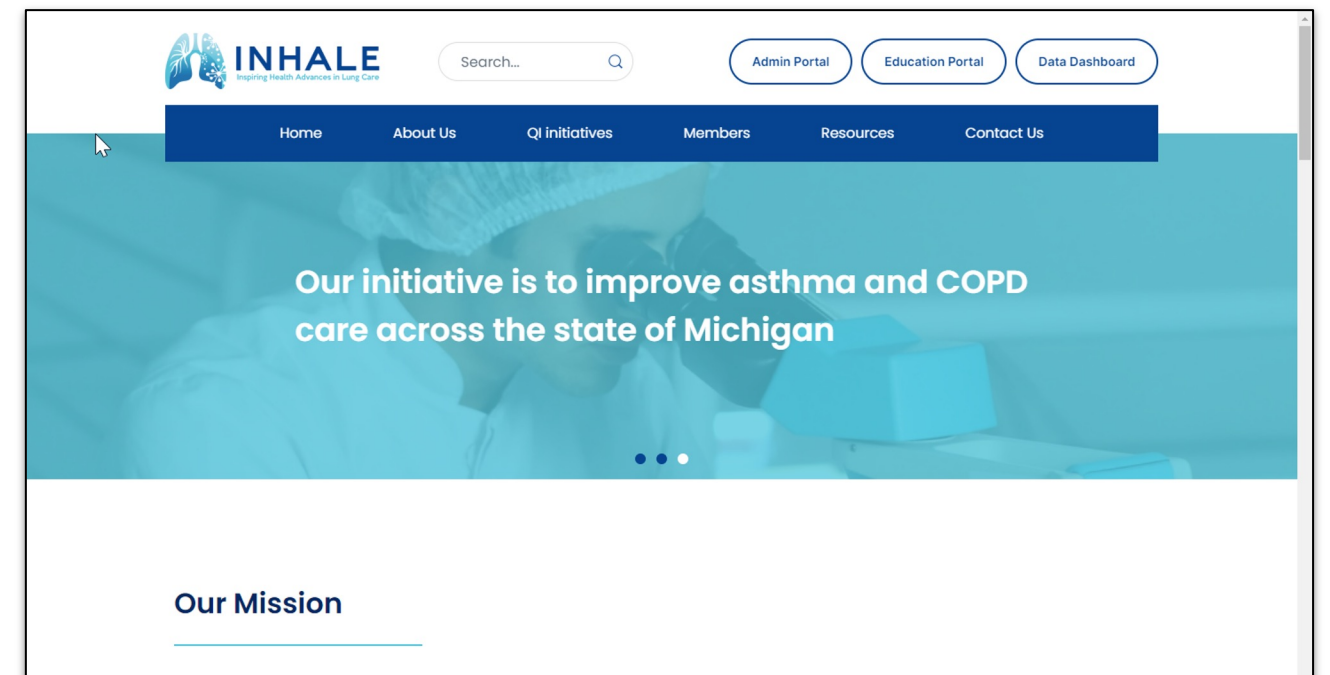 INHALE
Inspiring Health Advances in Lung Care
Search...
Admin Portal
Education Portal
Data Dashboard
Home
About Us
QI initiatives
Members
Resources
Contact Us
Our initiative is to improve asthma and COPD
care across the state of Michigan
Our Mission